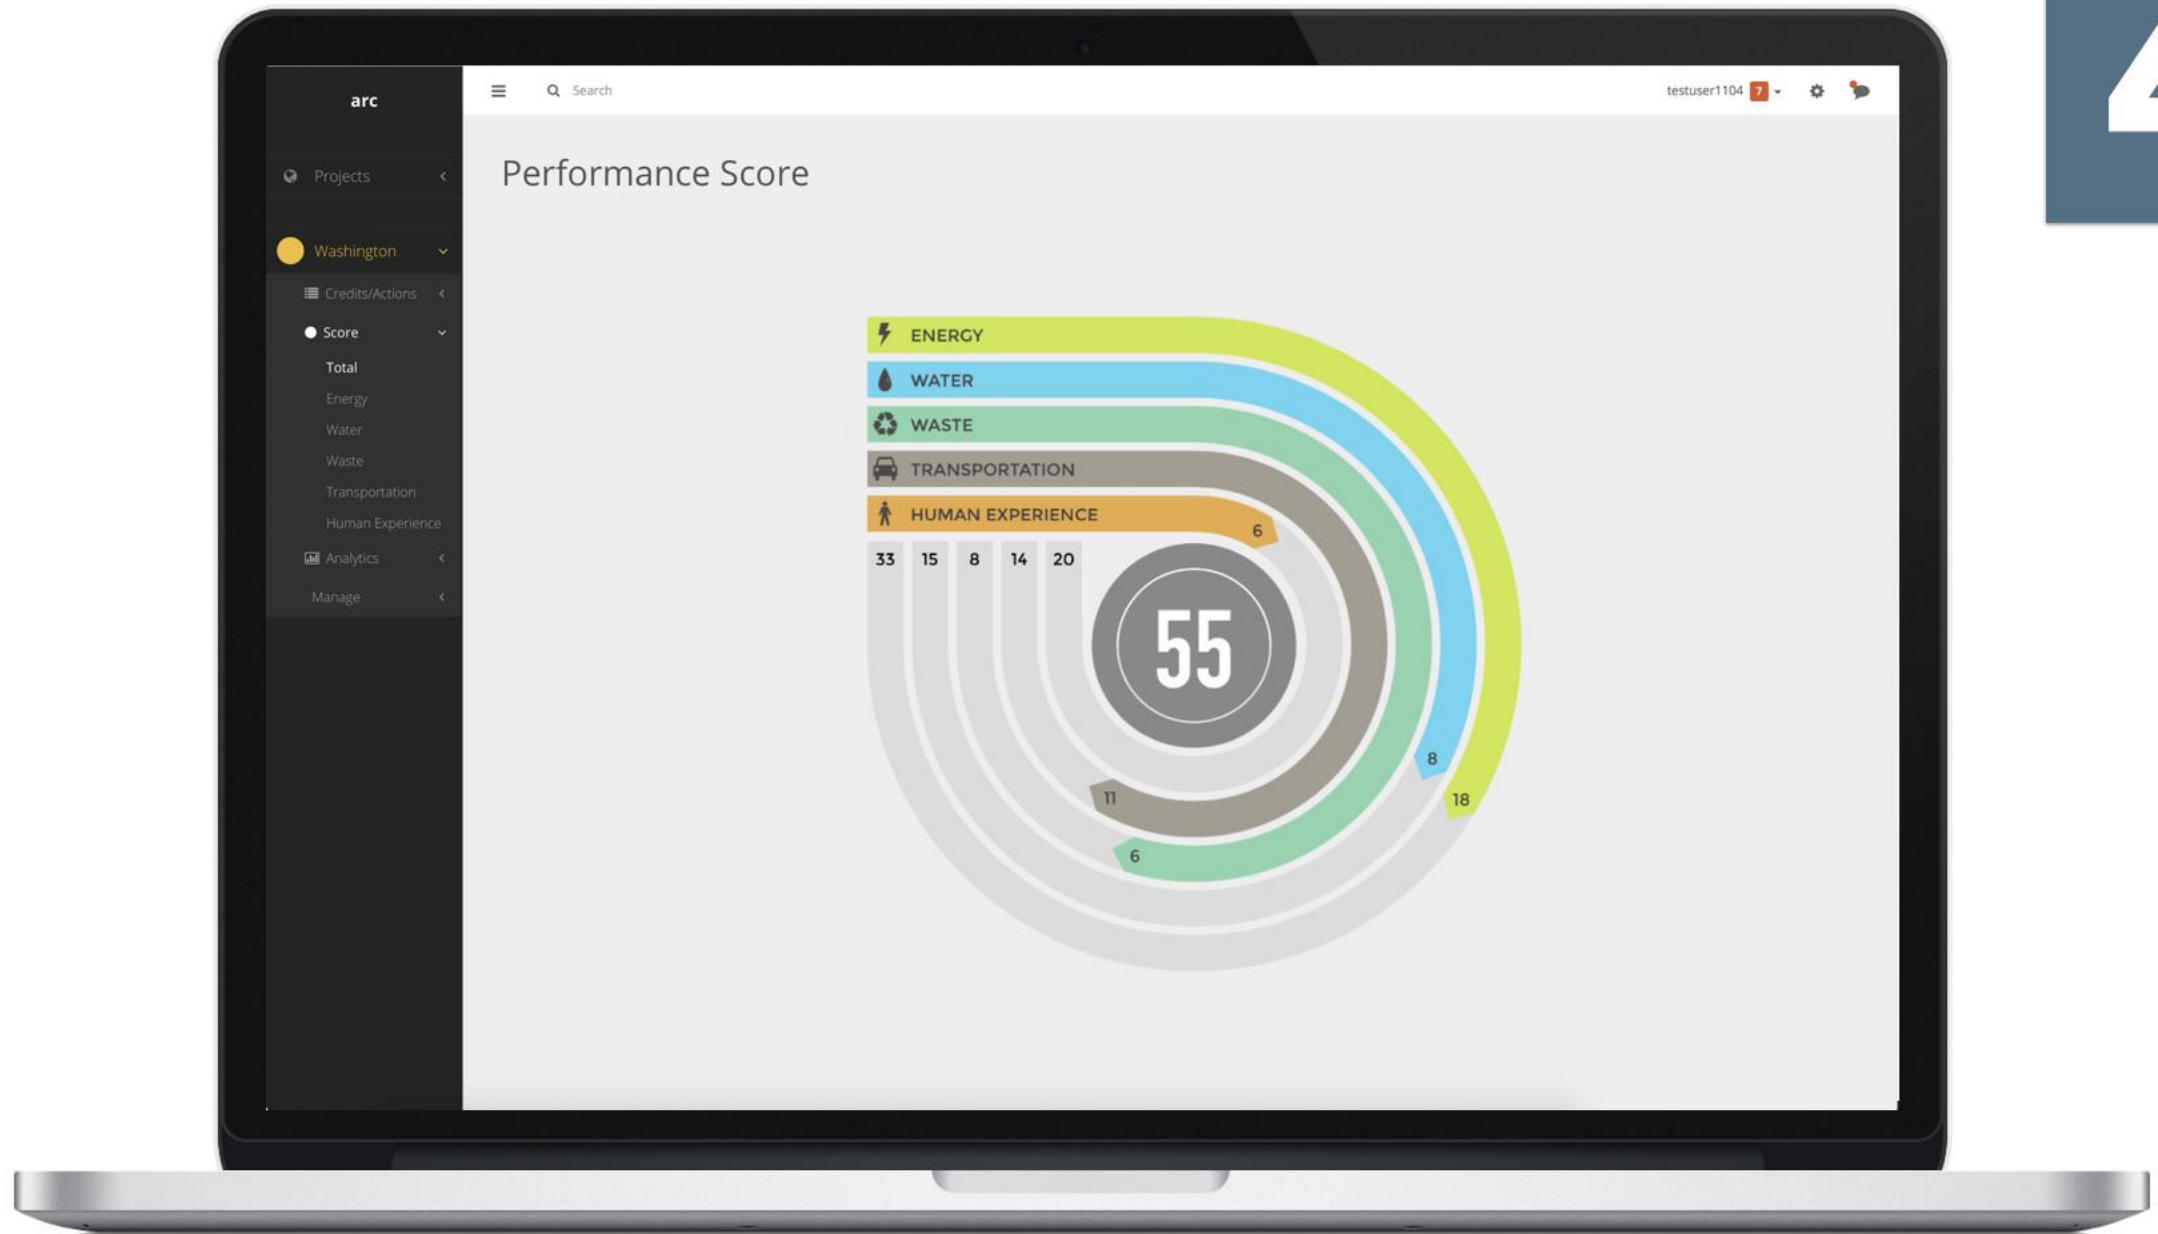 arc
Search
testuser1104 7
Projects
Washington
Credits/Actions
Score
Total
Energy
Water
Waste
Transportation
Human Experience
Analytics
Manage
Performance Score
ENERGY
WATER
WASTE
TRANSPORTATION
HUMAN EXPERIENCE
6
33 15 8 14 20
55
8
11
18
6